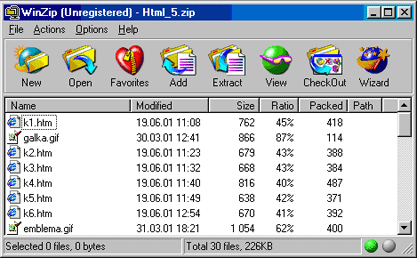 WinZip (Unregistered) - Html_5.zip
File Actions Options Help
New Open Favorites Add Extract View CheckOut Wizard
Name Modified Size Ratio Packed Path
k1.htm 19.06.01 11:08 762 45% 418
galka.gif 30.03.01 12:41 866 87% 114
k2.htm 19.06.01 11:23 679 43% 388
k3.htm 19.06.01 11:32 668 43% 384
k4.htm 19.06.01 11:40 816 40% 487
k5.htm 19.06.01 11:49 638 42% 371
k6.htm 19.06.01 12:54 670 41% 392
emblema.gif 31.03.01 18:21 1 054 62% 400
Selected 0 files, 0 bytes Total 30 files, 226KB